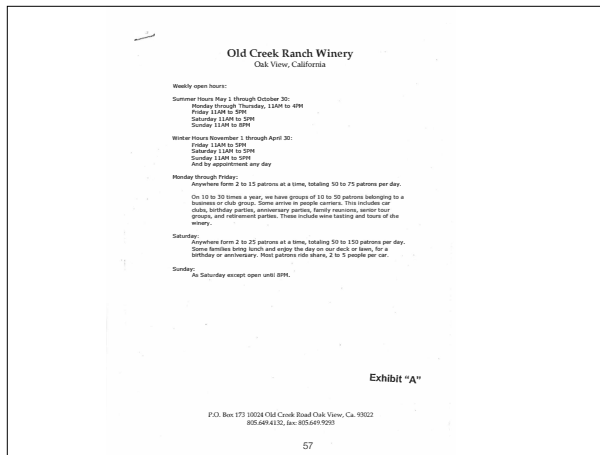 Old Creek Ranch Winery
Oak View, California
Weekly open hours:
Summer Hours May 1 through October 30:
Monday through Thursday, 11AM to 4PM
Friday 11AM to 5PM
Saturday 11AM to 5PM
Sunday 11AM to 8PM
Winter Hours November 1 through April 30:
Friday 11AM to 5PM
Saturday 11AM to 5PM
Sunday 11AM to 5PM
And by appointment any day
Monday through Friday:
Anywhere form 2 to 15 patrons at a time, totaling 50 to 75 patrons per day.
On 10 to 30 times a year, we have groups of 10 to 50 patrons belonging to a
business or club group. Some arrive in people carriers. This includes car
clubs, birthday parties, anniversary parties, family reunions, senior tour
groups, and retirement parties. These include wine tasting and tours of the
winery.
Saturday:
Anywhere form 2 to 25 patrons at a time, totaling 50 to 150 patrons per day.
Some families bring lunch and enjoy the day on our deck or lawn, for a
birthday or anniversary. Most patrons ride share, 2 to 5 people per car.
Sunday:
As Saturday except open until 8PM.
Exhibit "A"
P.O. Box 173 10024 Old Creek Road Oak View, Ca. 93022
805.649.4132, fax: 805.649.9293
57